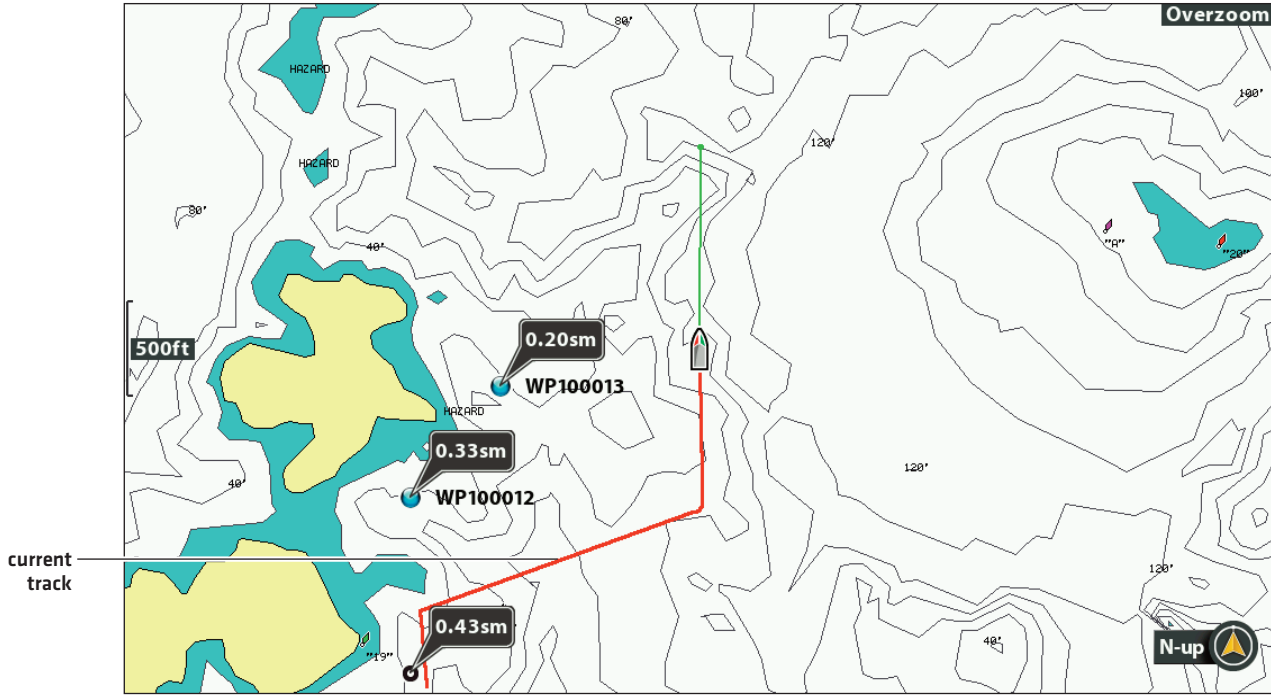 80'
Overzoom
HAZARD
100'
120'
HAZARD
80'
40'
"A"
"20"
0.20sm
500ft
WP100013
HAZARD
0.33sm
120'
40'
WP100012
current
track
120'
0.43sm
40'
N-up
"19"